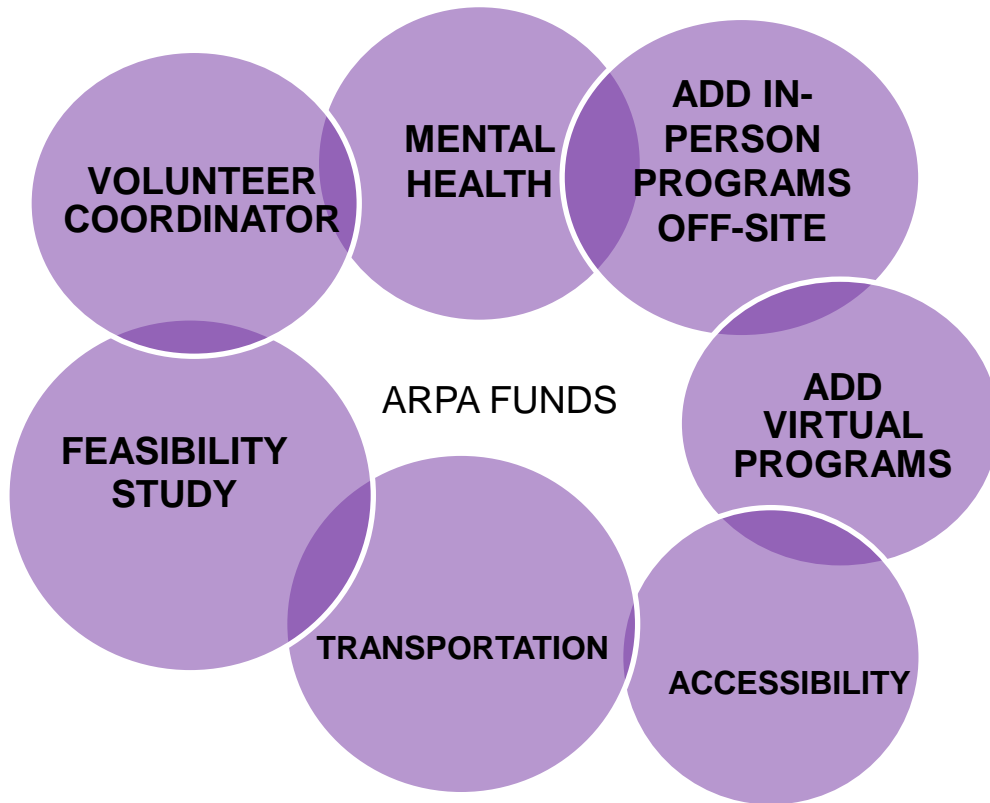 MENTAL
HEALTH
ADD IN-
PERSON
PROGRAMS
OFF-SITE
VOLUNTEER
COORDINATOR
ARPA FUNDS
ADD
VIRTUAL
PROGRAMS
FEASIBILITY
STUDY
TRANSPORTATION
ACCESSIBILITY